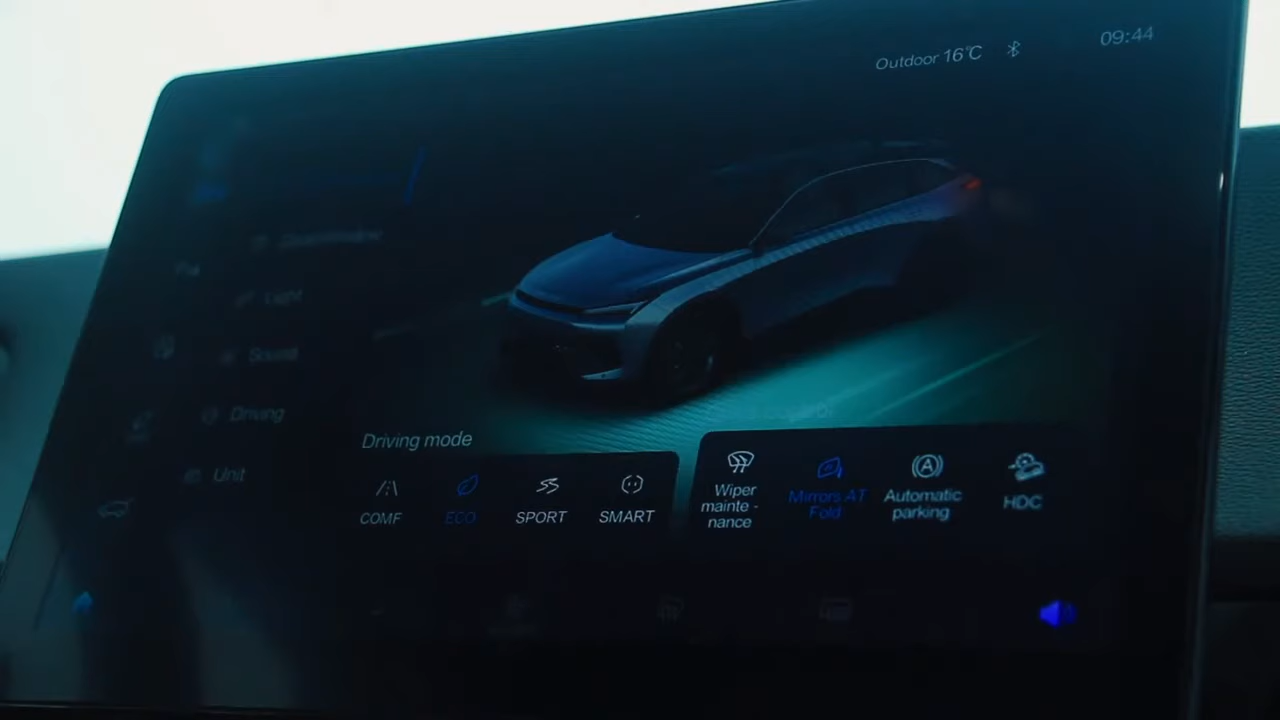 Outdoor 16°C
09:44
Light
Sound
Driving
Unit
Driving mode
COMF
ECO
SPORT
SMART
Wiper
mainte -
nance
Mirrors AT
Fold
Automatic
parking
HDC